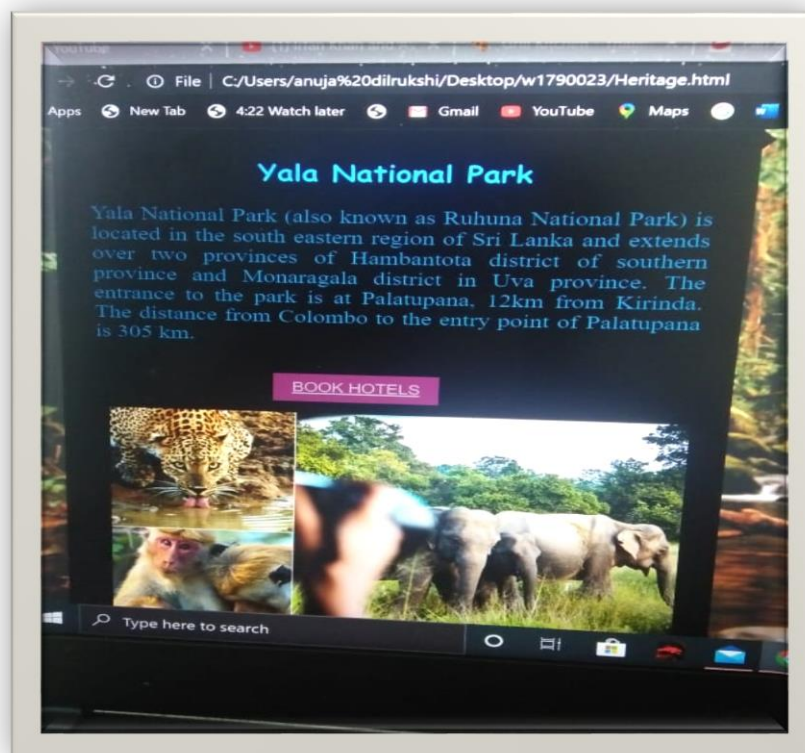 YouTube
File | C:/Users/anuja%20dilrukshi/Desktop/w1790023/Heritage.html
Apps New Tab 4:22 Watch later Gmail YouTube Maps
Yala National Park
Yala National Park (also known as Ruhuna National Park) is
located in the south eastern region of Sri Lanka and extends
over two provinces of Hambantota district of southern
province and Monaragala district in Uva province. The
entrance to the park is at Palatupana, 12km from Kirinda.
The distance from Colombo to the entry point of Palatupana
is 305 km.
BOOK HOTELS
Type here to search